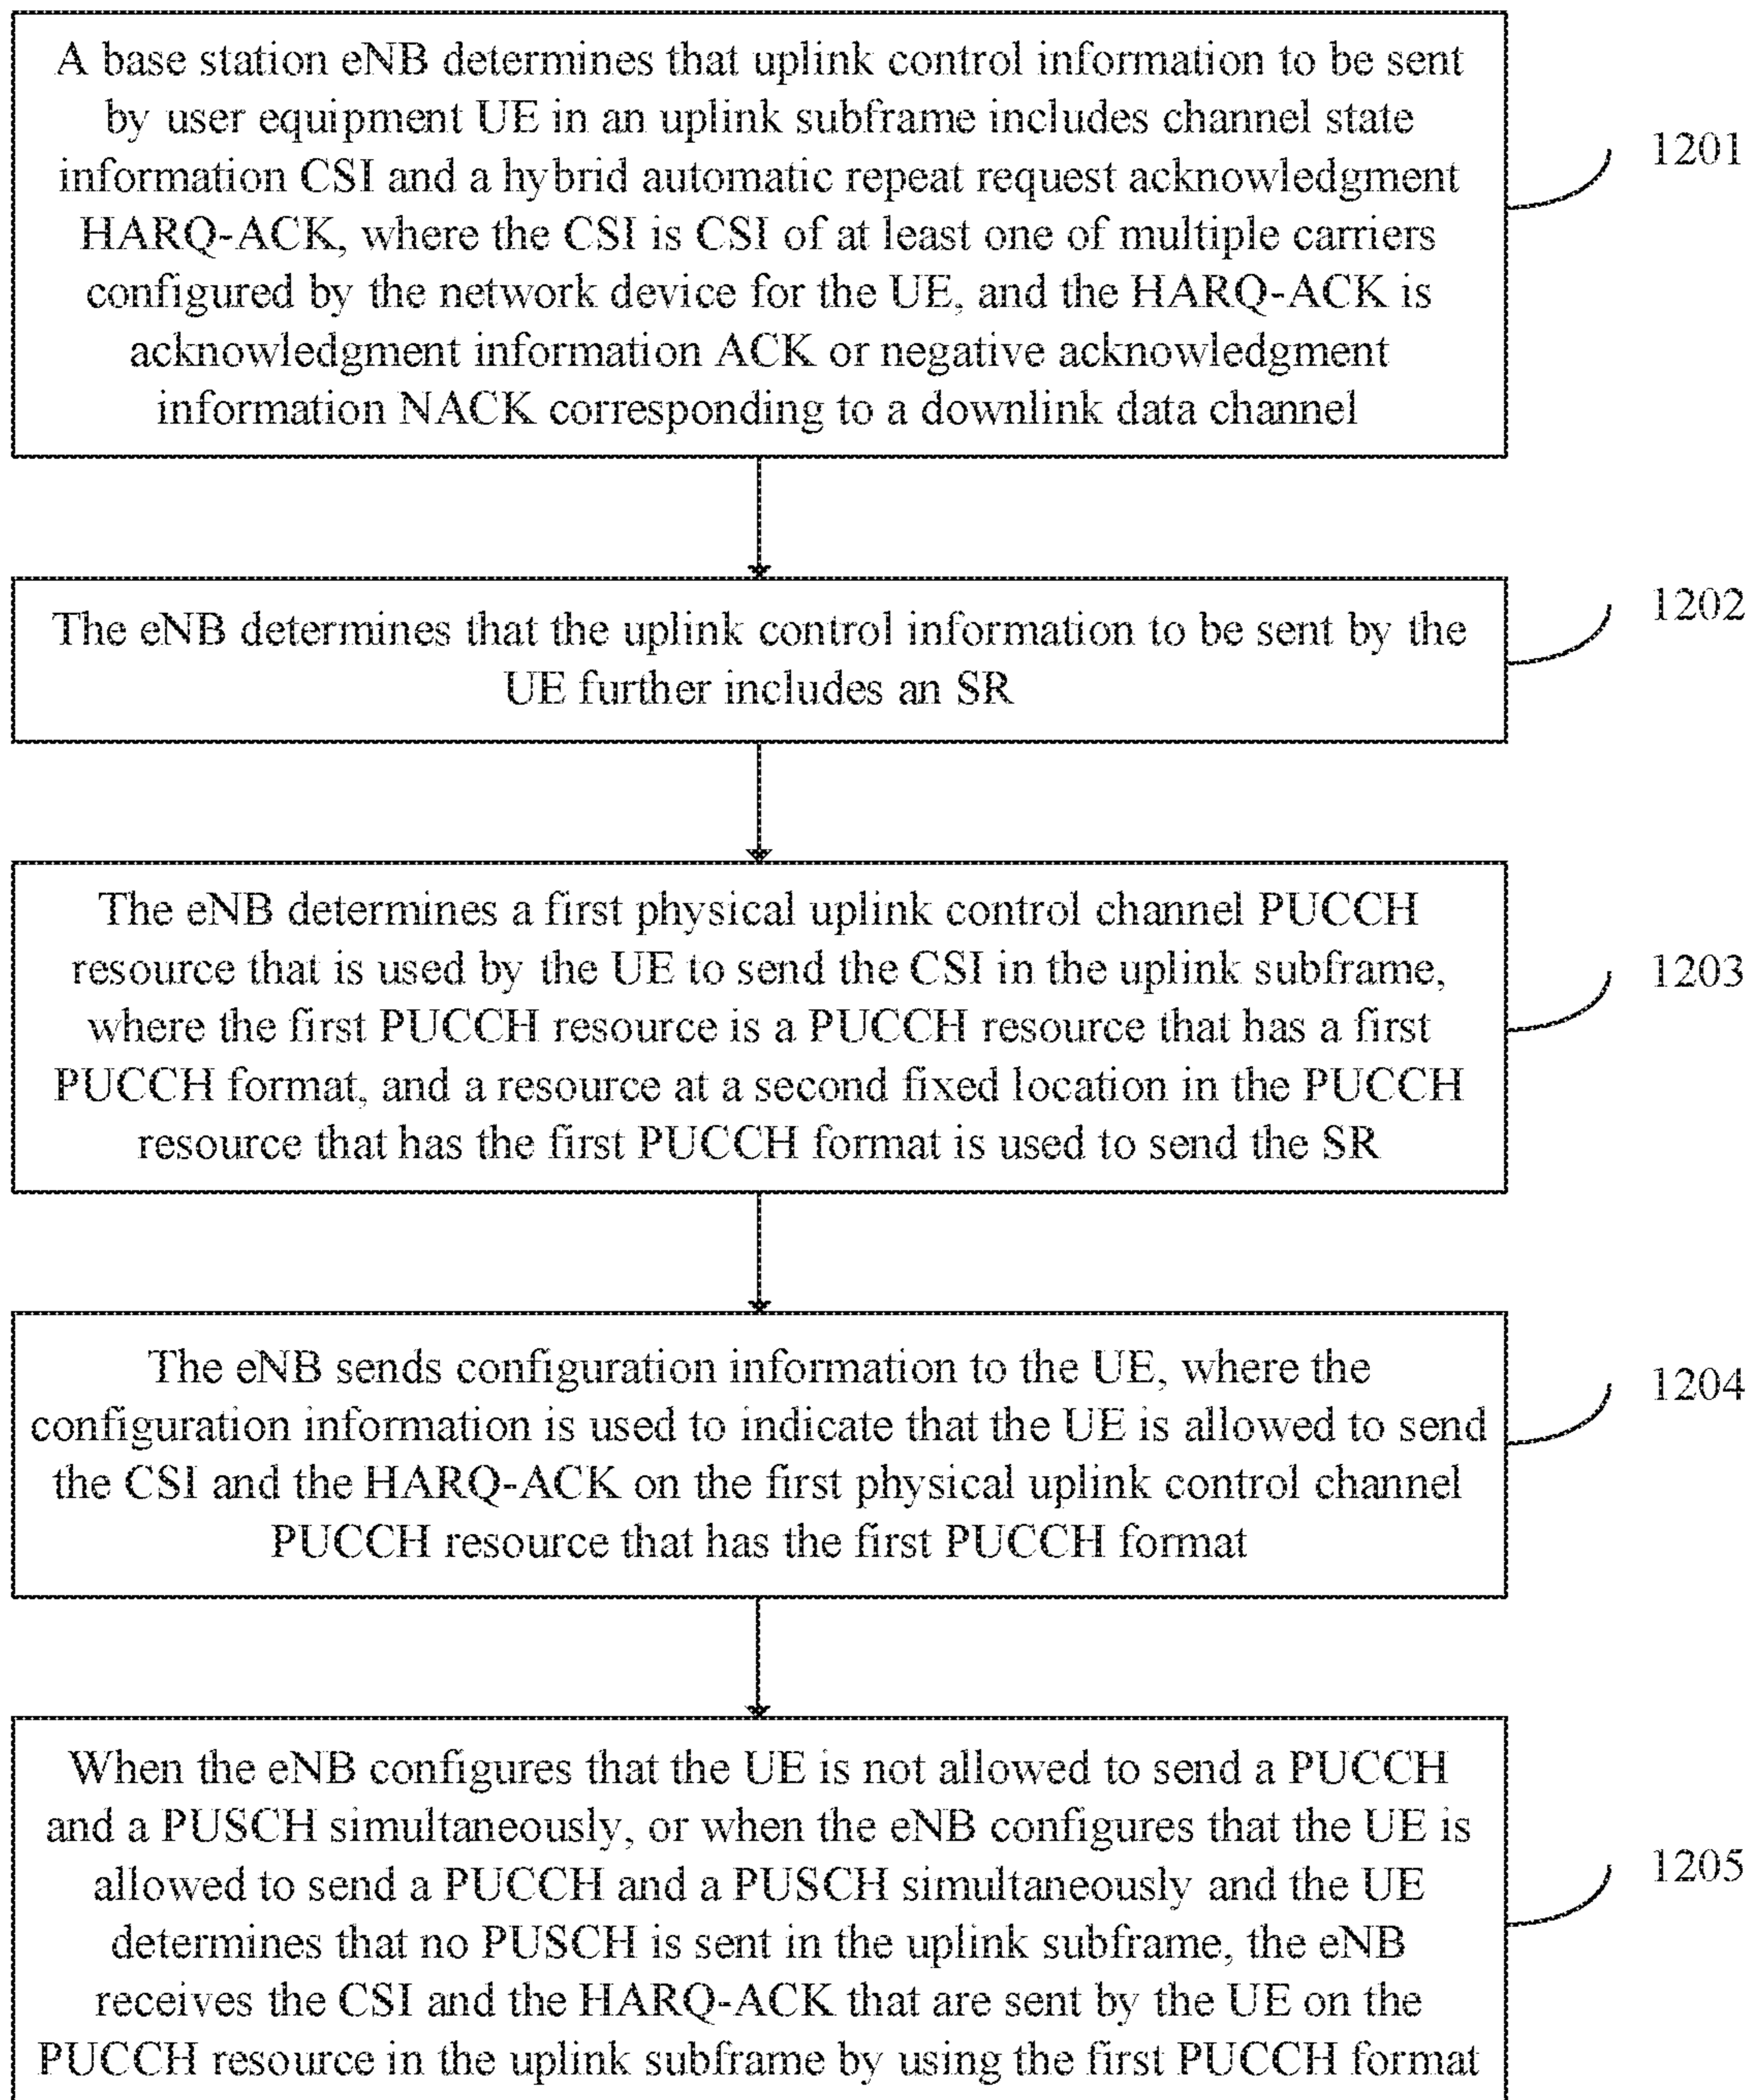 A base station eNB determines that uplink control information to be sent
by user equipment UE in an uplink subframe includes channel state
information CSI and a hybrid automatic repeat request acknowledgment
HARQ-ACK, where the CSI is CSI of at least one of multiple carriers
configured by the network device for the UE, and the HARQ-ACK is
acknowledgment information ACK or negative acknowledgment
information NACK corresponding to a downlink data channel
1201
The eNB determines that the uplink control information to be sent by the
UE further includes an SR
1202
The eNB determines a first physical uplink control channel PUCCH
resource that is used by the UE to send the CSI in the uplink subframe,
where the first PUCCH resource is a PUCCH resource that has a first
PUCCH format, and a resource at a second fixed location in the PUCCH
resource that has the first PUCCH format is used to send the SR
1203
The eNB sends configuration information to the UE, where the
configuration information is used to indicate that the UE is allowed to send
the CSI and the HARQ-ACK on the first physical uplink control channel
PUCCH resource that has the first PUCCH format
1204
When the eNB configures that the UE is not allowed to send a PUCCH
and a PUSCH simultaneously, or when the eNB configures that the UE is
allowed to send a PUCCH and a PUSCH simultaneously and the UE
determines that no PUSCH is sent in the uplink subframe, the eNB
receives the CSI and the HARQ-ACK that are sent by the UE on the
PUCCH resource in the uplink subframe by using the first PUCCH format
1205